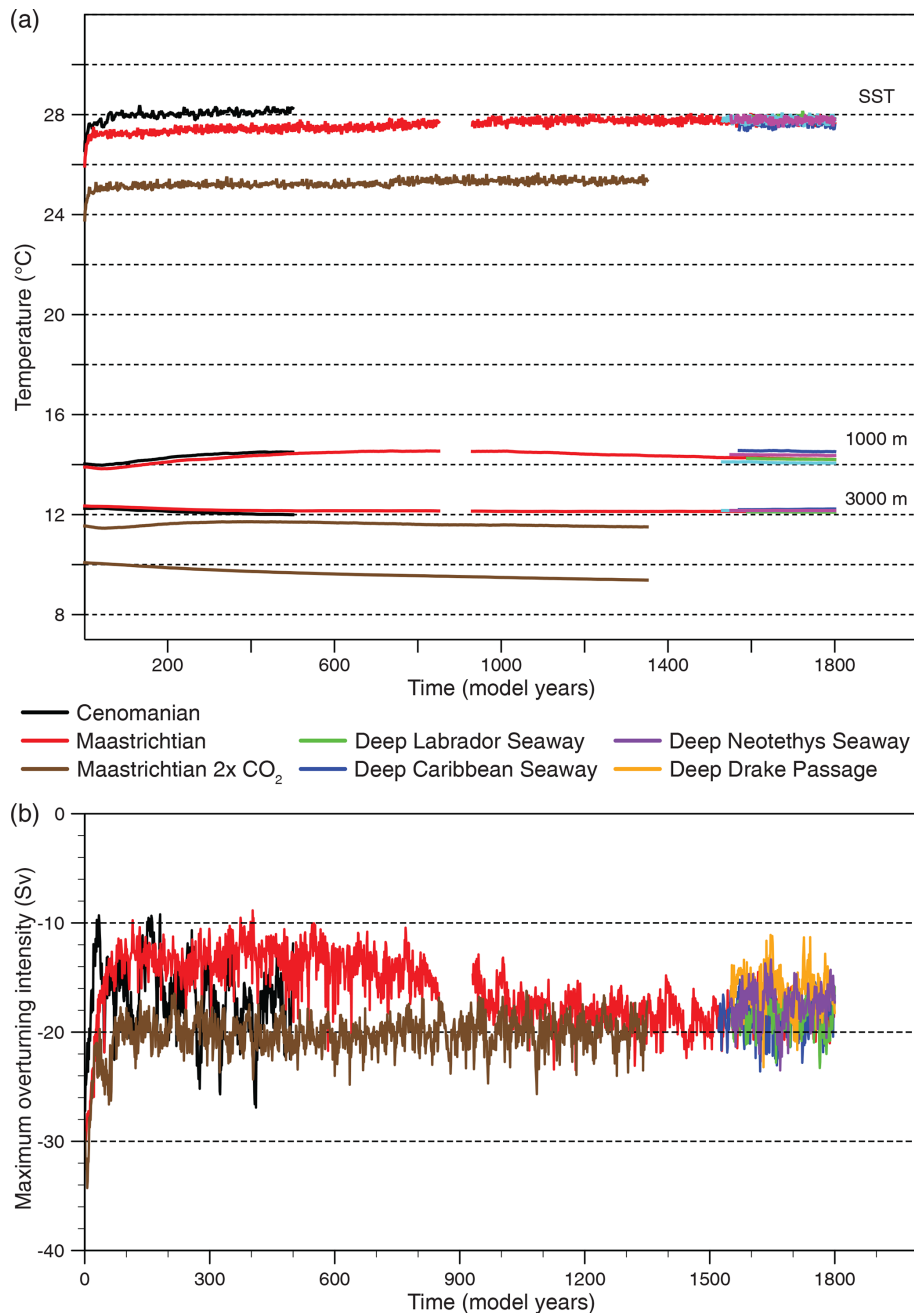 (a)
28
24
20
16
12
8
Temperature (°C)
SST
1000 m
3000 m
200
600
1000
1400
1800
Time (model years)
Cenomanian
Maastrichtian
Deep Labrador Seaway
Deep Neotethys Seaway
Maastrichtian 2x CO₂
Deep Caribbean Seaway
Deep Drake Passage
(b)
0
-10
-20
-30
-40
Maximum overturning intensity (Sv)
0
300
600
900
1200
1500
1800
Time (model years)